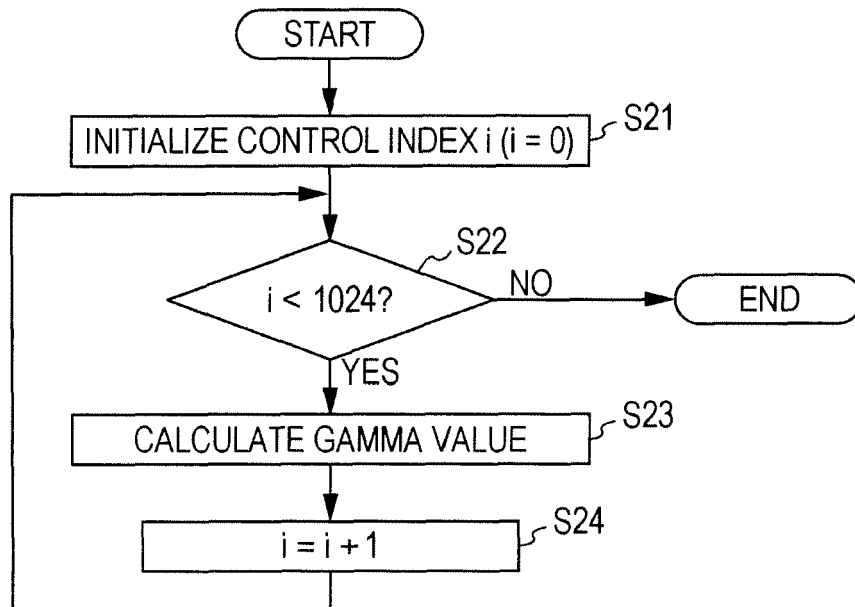 START
INITIALIZE CONTROL INDEX i (i = 0)
S21
S22
i < 1024?
NO
END
YES
CALCULATE GAMMA VALUE
S23
i = i + 1
S24